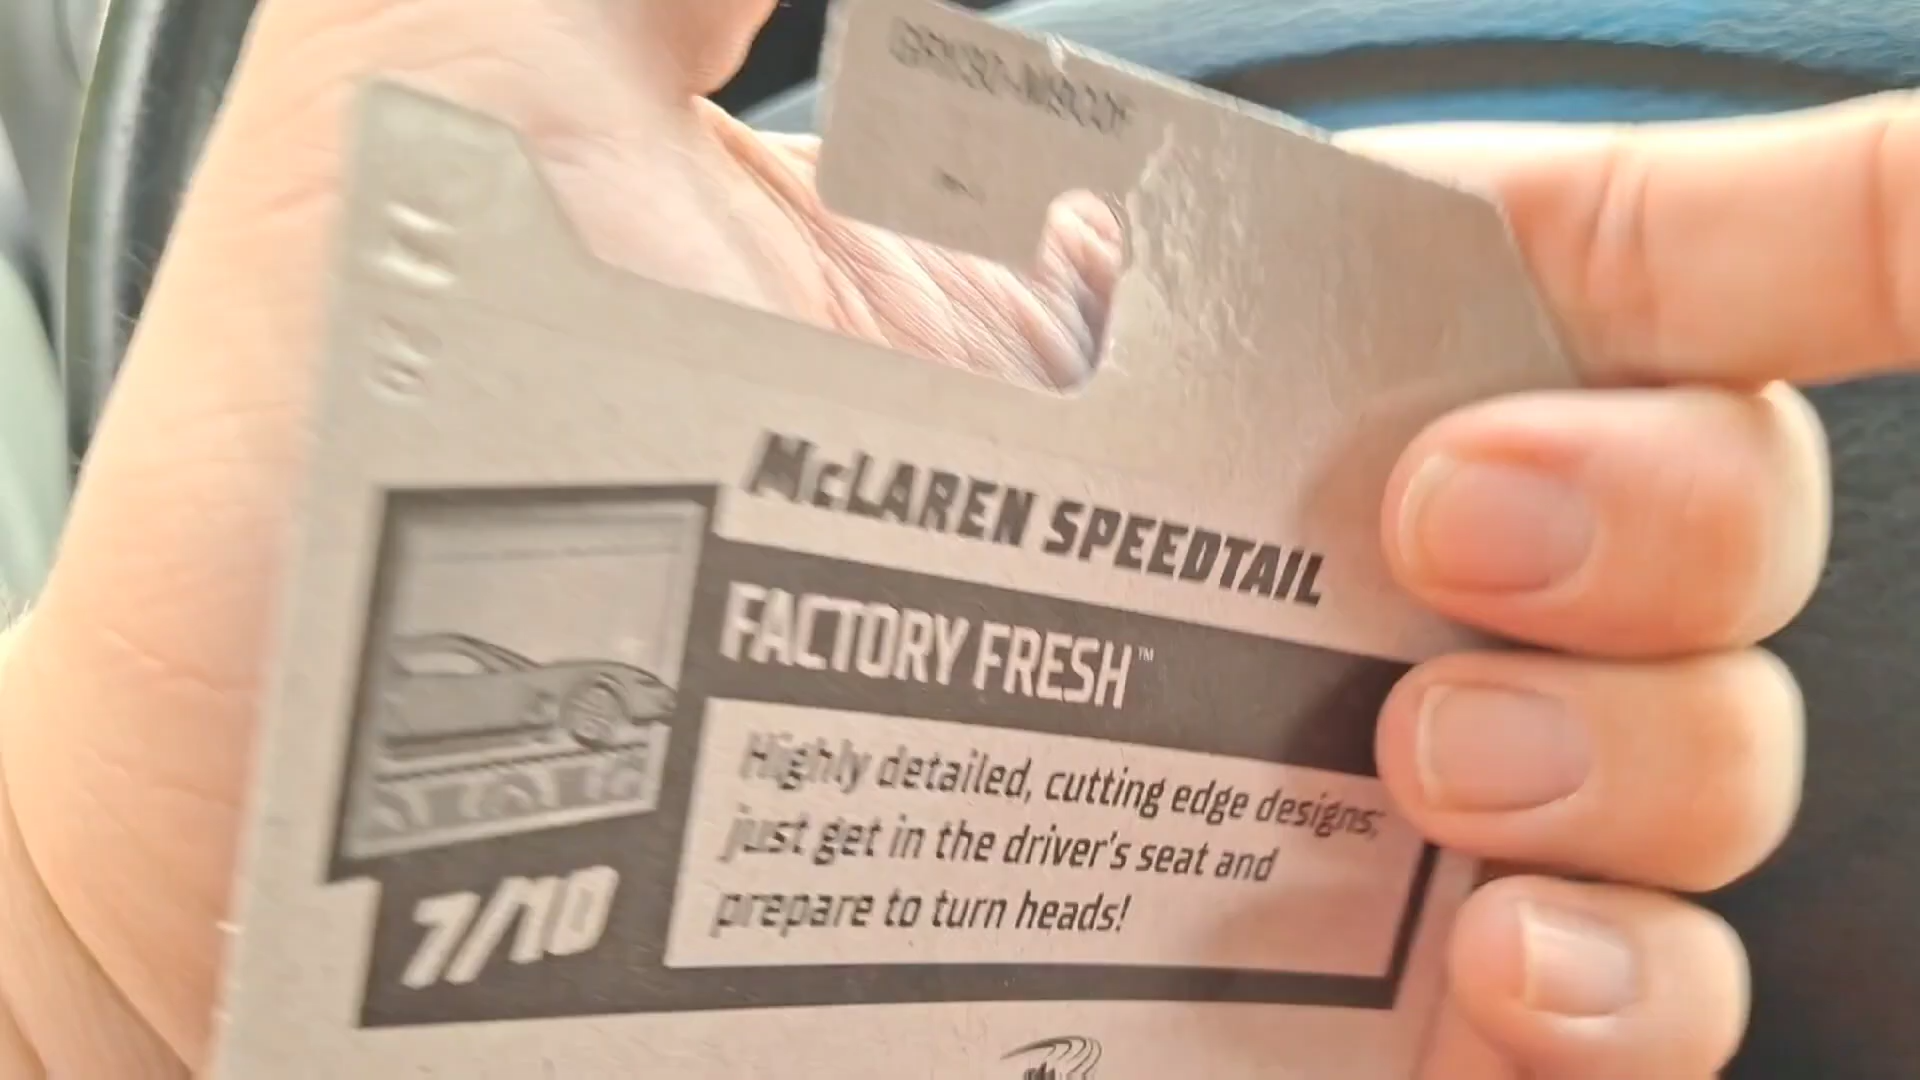 McLAREN SPEEDTAIL
FACTORY FRESH™
Highly detailed, cutting edge designs;
just get in the driver's seat and
prepare to turn heads!
7/10